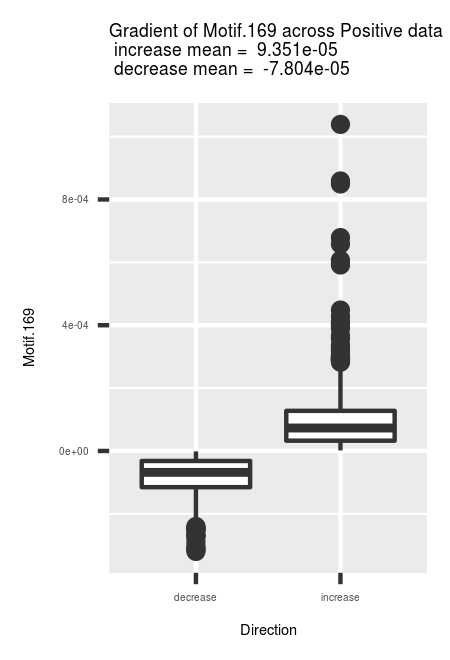 Gradient of Motif.169 across Positive data
increase mean =  9.351e-05
decrease mean =  -7.804e-05
8e-04
4e-04
0e+00
Motif.169
decrease
increase
Direction